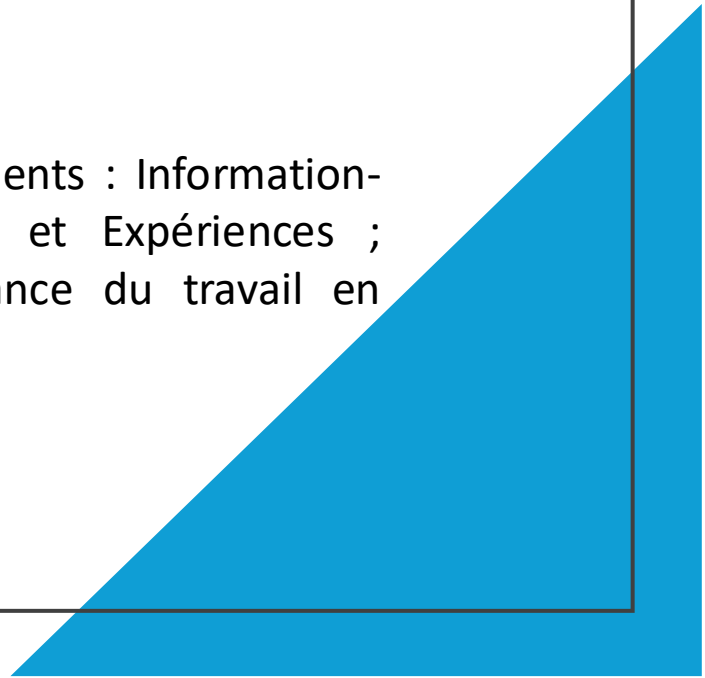 ents : Information-
et Expériences ;
nce du travail en